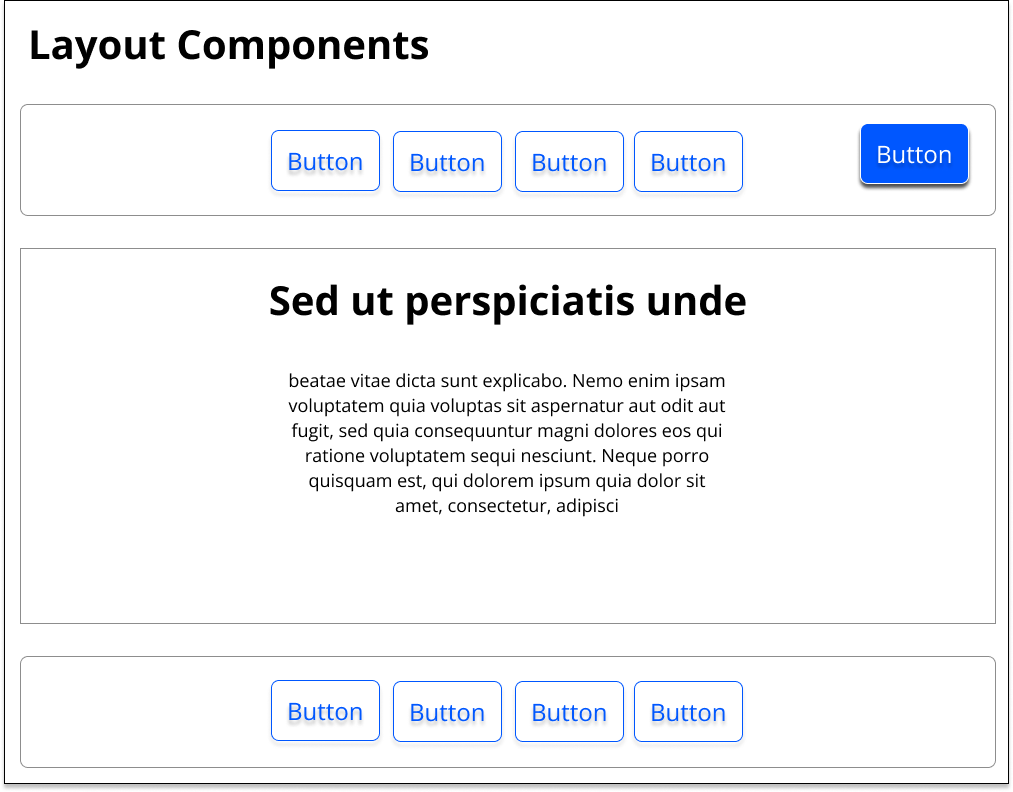 Layout Components
Button Button Button Button Button
Sed ut perspiciatis unde
beatae vitae dicta sunt explicabo. Nemo enim ipsam
voluptatem quia voluptas sit aspernatur aut odit aut
fugit, sed quia consequuntur magni dolores eos qui
ratione voluptatem sequi nesciunt. Neque porro
quisquam est, qui dolorem ipsum quia dolor sit
amet, consectetur, adipisci
Button Button Button Button